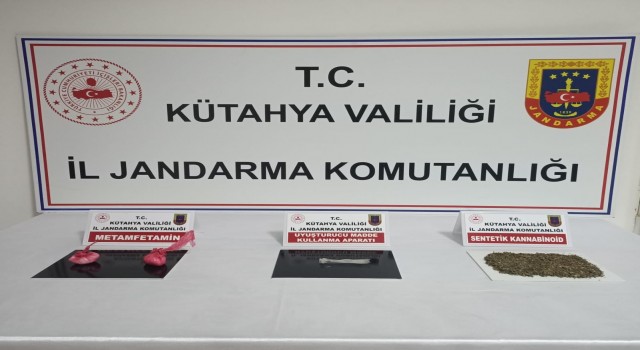 T.C.
KÜTAHYA VALİLİĞİ
İL JANDARMA KOMUTANLIĞI
JANDARMA
T.C.
KÜTAHYA VALİLİĞİ
İL JANDARMA KOMUTANLIĞI
METAMFETAMİN
T.C.
KÜTAHYA VALİLİĞİ
İL JANDARMA KOMUTANLIĞI
UYUŞTURUCU MADDE
KULLANMA APARATI
T.C.
KÜTAHYA VALİLİĞİ
İL JANDARMA KOMUTANLIĞI
SENTETİK KANNABİNOİD